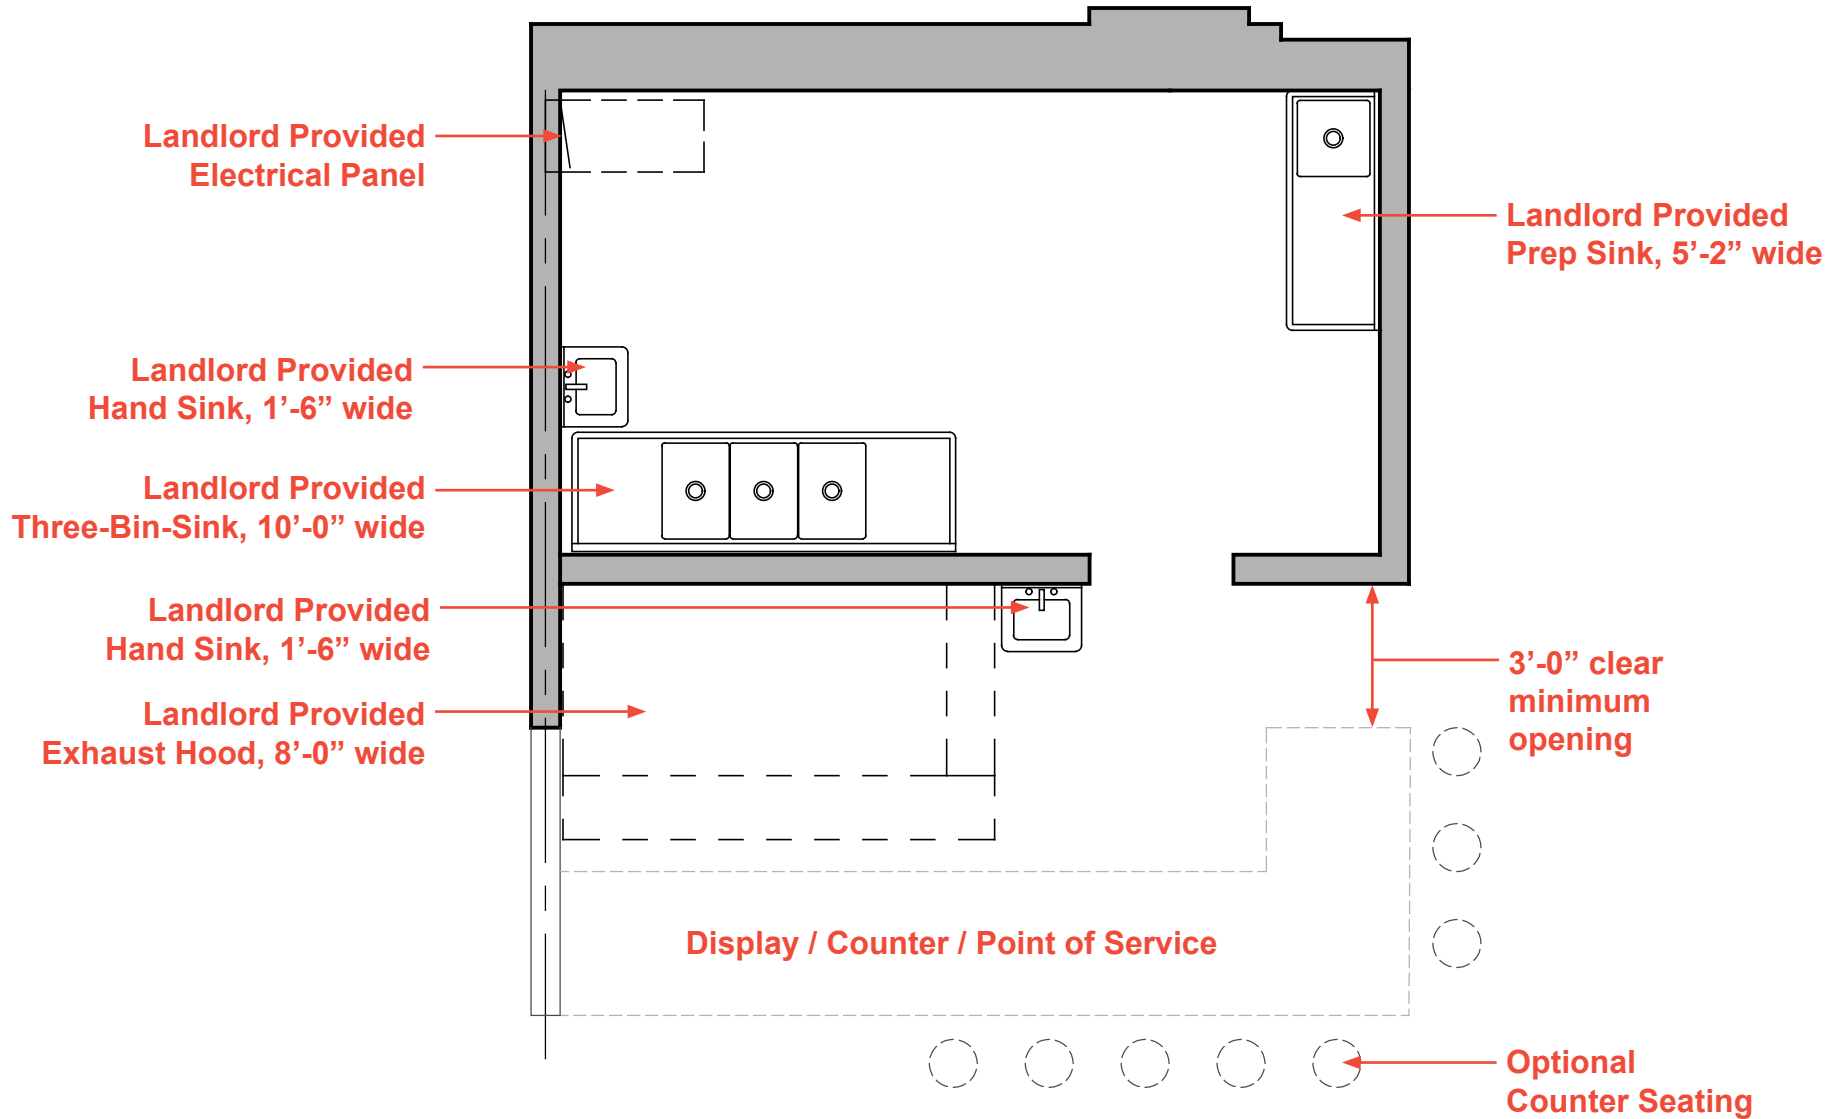 Landlord Provided
Electrical Panel
Landlord Provided
Prep Sink, 5’-2” wide
Landlord Provided
Hand Sink, 1’-6” wide
Landlord Provided
Three-Bin-Sink, 10’-0” wide
Landlord Provided
Hand Sink, 1’-6” wide
3’-0” clear
minimum
opening
Landlord Provided
Exhaust Hood, 8’-0” wide
Display / Counter / Point of Service
Optional
Counter Seating